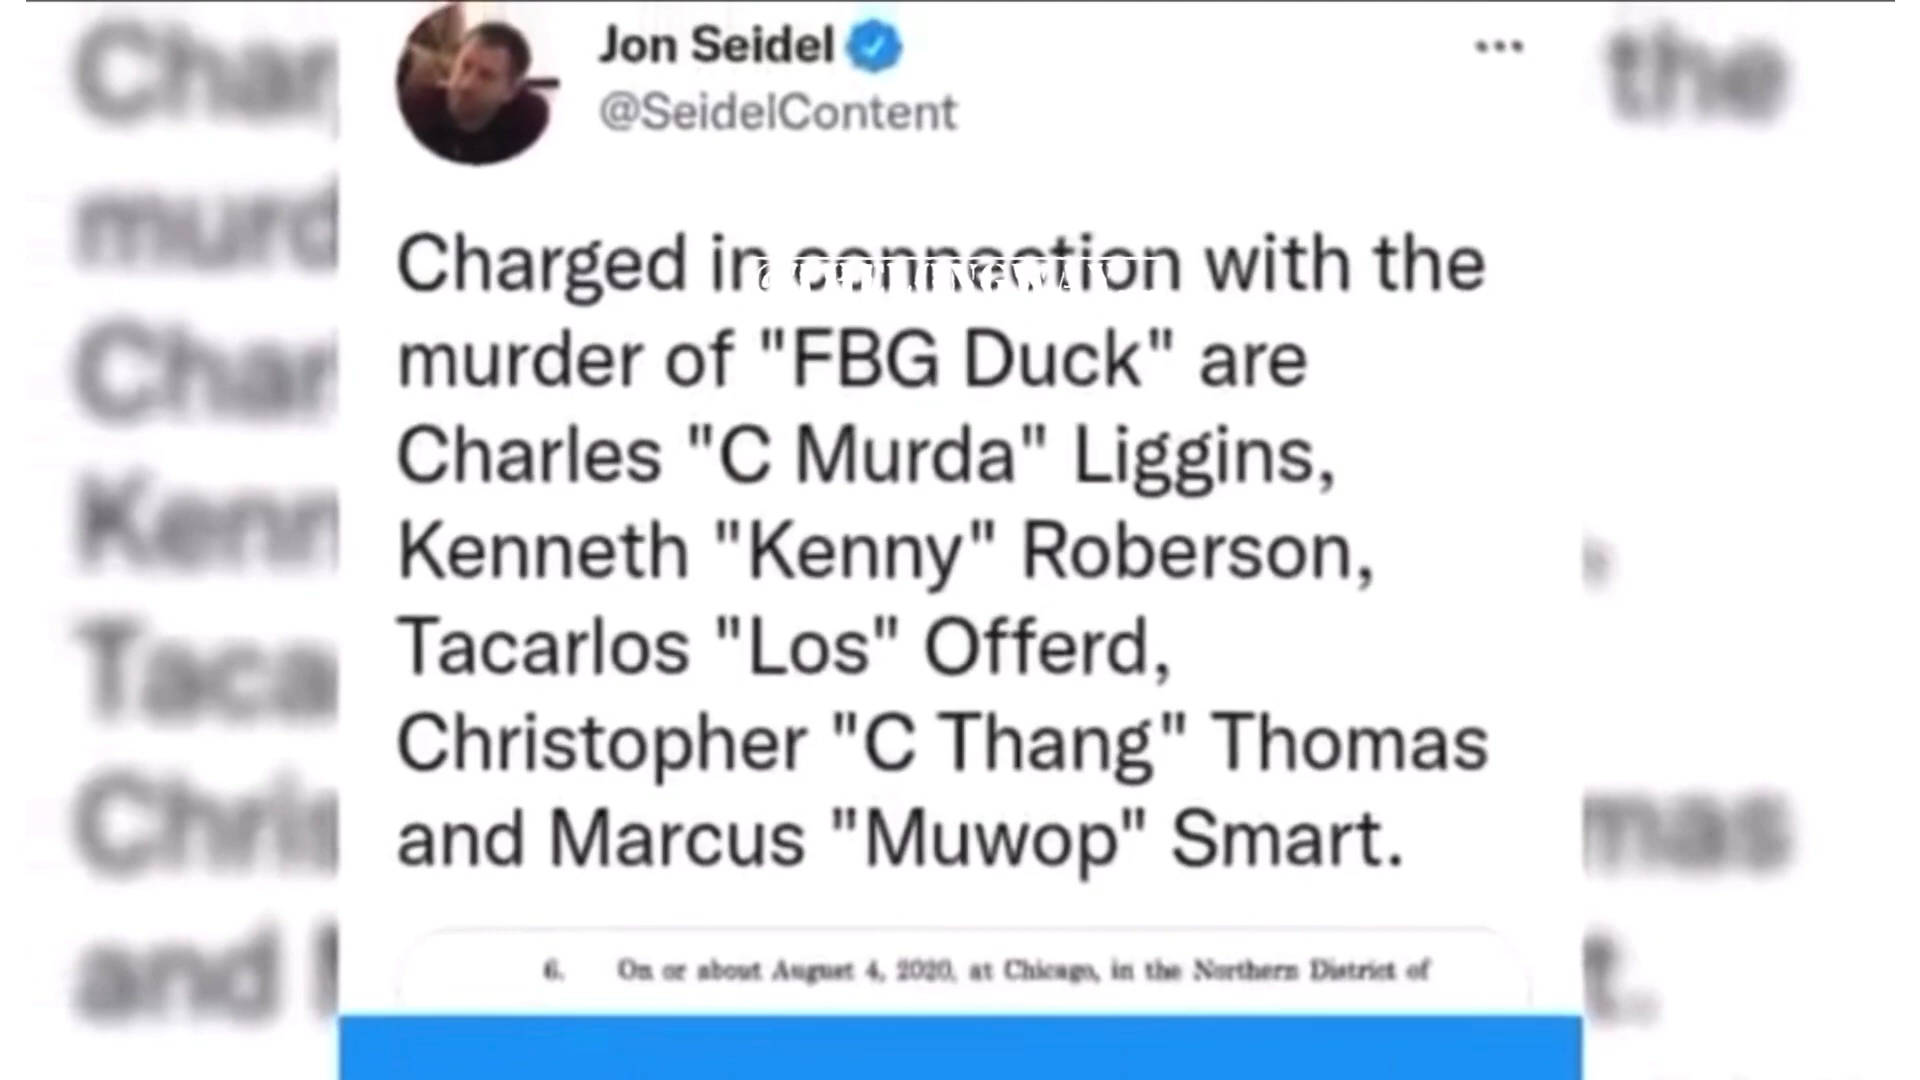 Jon Seidel
@SeidelContent
Charged in connection with the
murder of "FBG Duck" are
Charles "C Murda" Liggins,
Kenneth "Kenny" Roberson,
Tacarlos "Los" Offerd,
Christopher "C Thang" Thomas
and Marcus "Muwop" Smart.
6. On or about August 4, 2020, at Chicago, in the Northern District of